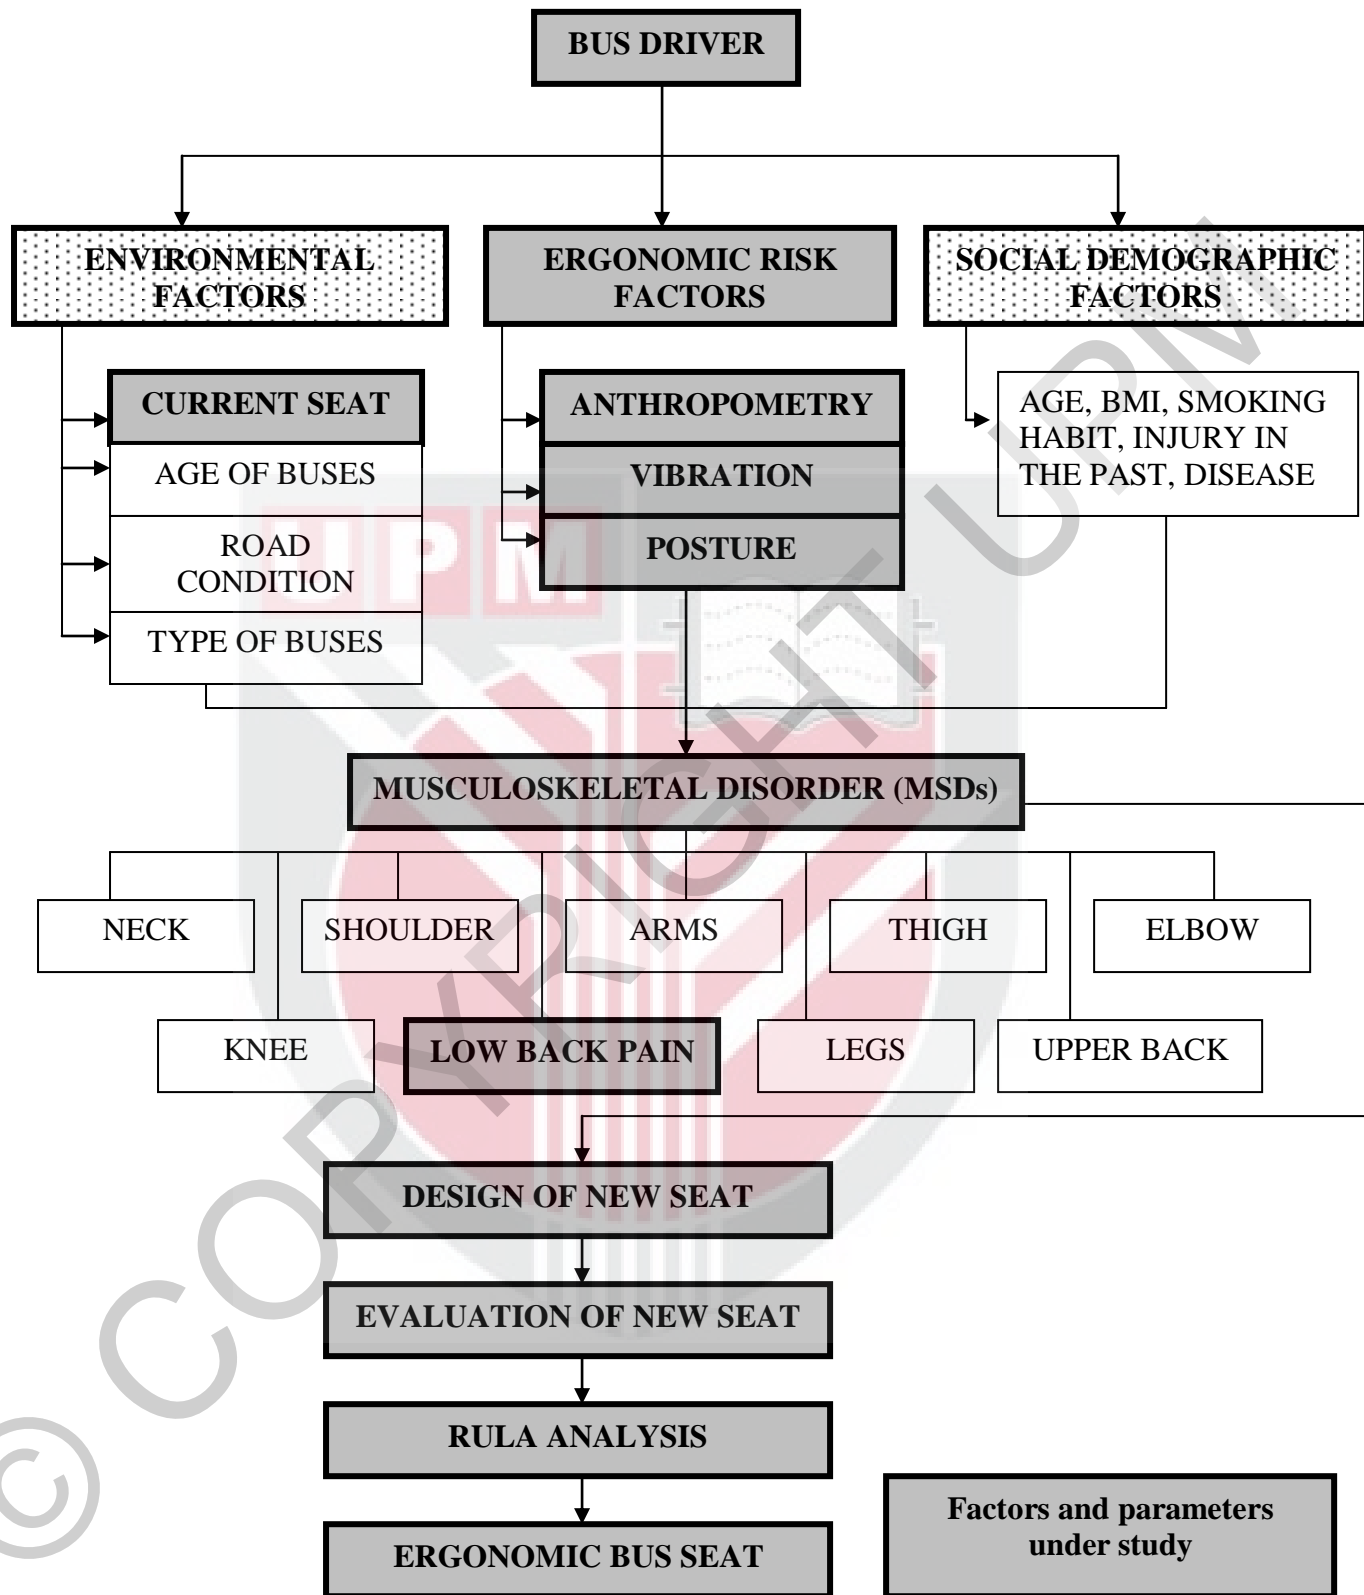 BUS DRIVER
ENVIRONMENTAL
FACTORS
ERGONOMIC RISK
FACTORS
SOCIAL DEMOGRAPHIC
FACTORS
CURRENT SEAT
AGE OF BUSES
ROAD
CONDITION
TYPE OF BUSES
ANTHROPOMETRY
VIBRATION
POSTURE
AGE, BMI, SMOKING
HABIT, INJURY IN
THE PAST, DISEASE
UPM
MUSCULOSKELETAL DISORDER (MSDs)
NECK
SHOULDER
ARMS
THIGH
ELBOW
KNEE
LOW BACK PAIN
LEGS
UPPER BACK
DESIGN OF NEW SEAT
EVALUATION OF NEW SEAT
RULA ANALYSIS
ERGONOMIC BUS SEAT
Factors and parameters
under study
© COPYRIGHT UPM